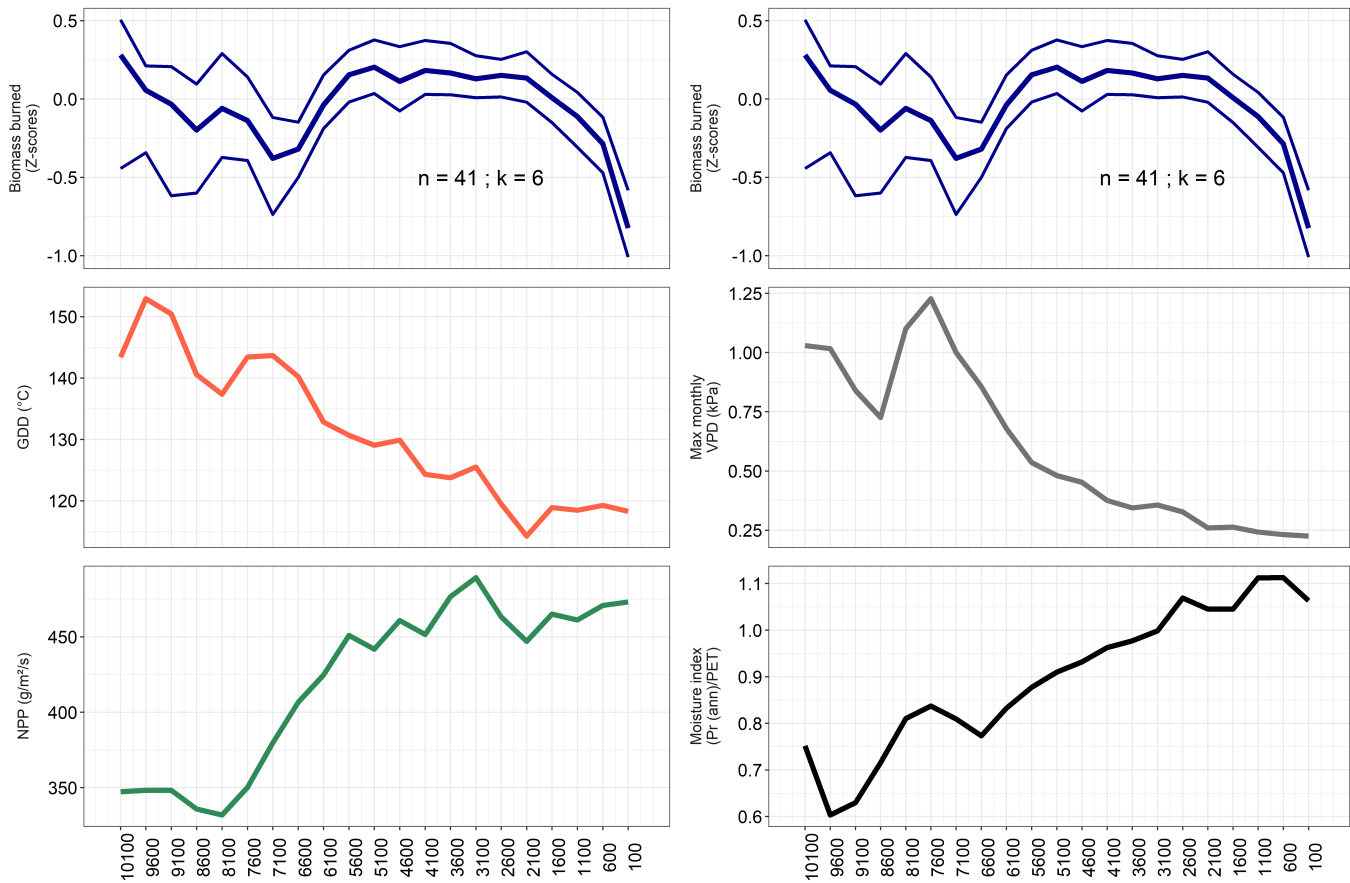 Biomass burned
(Z-scores)
0.5
0.0
-0.5
-1.0
n = 41 ; k = 6
Biomass burned
(Z-scores)
0.5
0.0
-0.5
-1.0
n = 41 ; k = 6
GDD (°C)
150
140
130
120
Max monthly
VPD (kPa)
1.25
1.00
0.75
0.50
0.25
NPP (g/m²/s)
450
400
350
Moisture index
(Pr (ann)/PET)
1.1
1.0
0.9
0.8
0.7
0.6
10100 9600 9100 8600 8100 7600 7100 6600 6100 5600 5100 4600 4100 3600 3100 2600 2100 1600 1100 600 100
10100 9600 9100 8600 8100 7600 7100 6600 6100 5600 5100 4600 4100 3600 3100 2600 2100 1600 1100 600 100